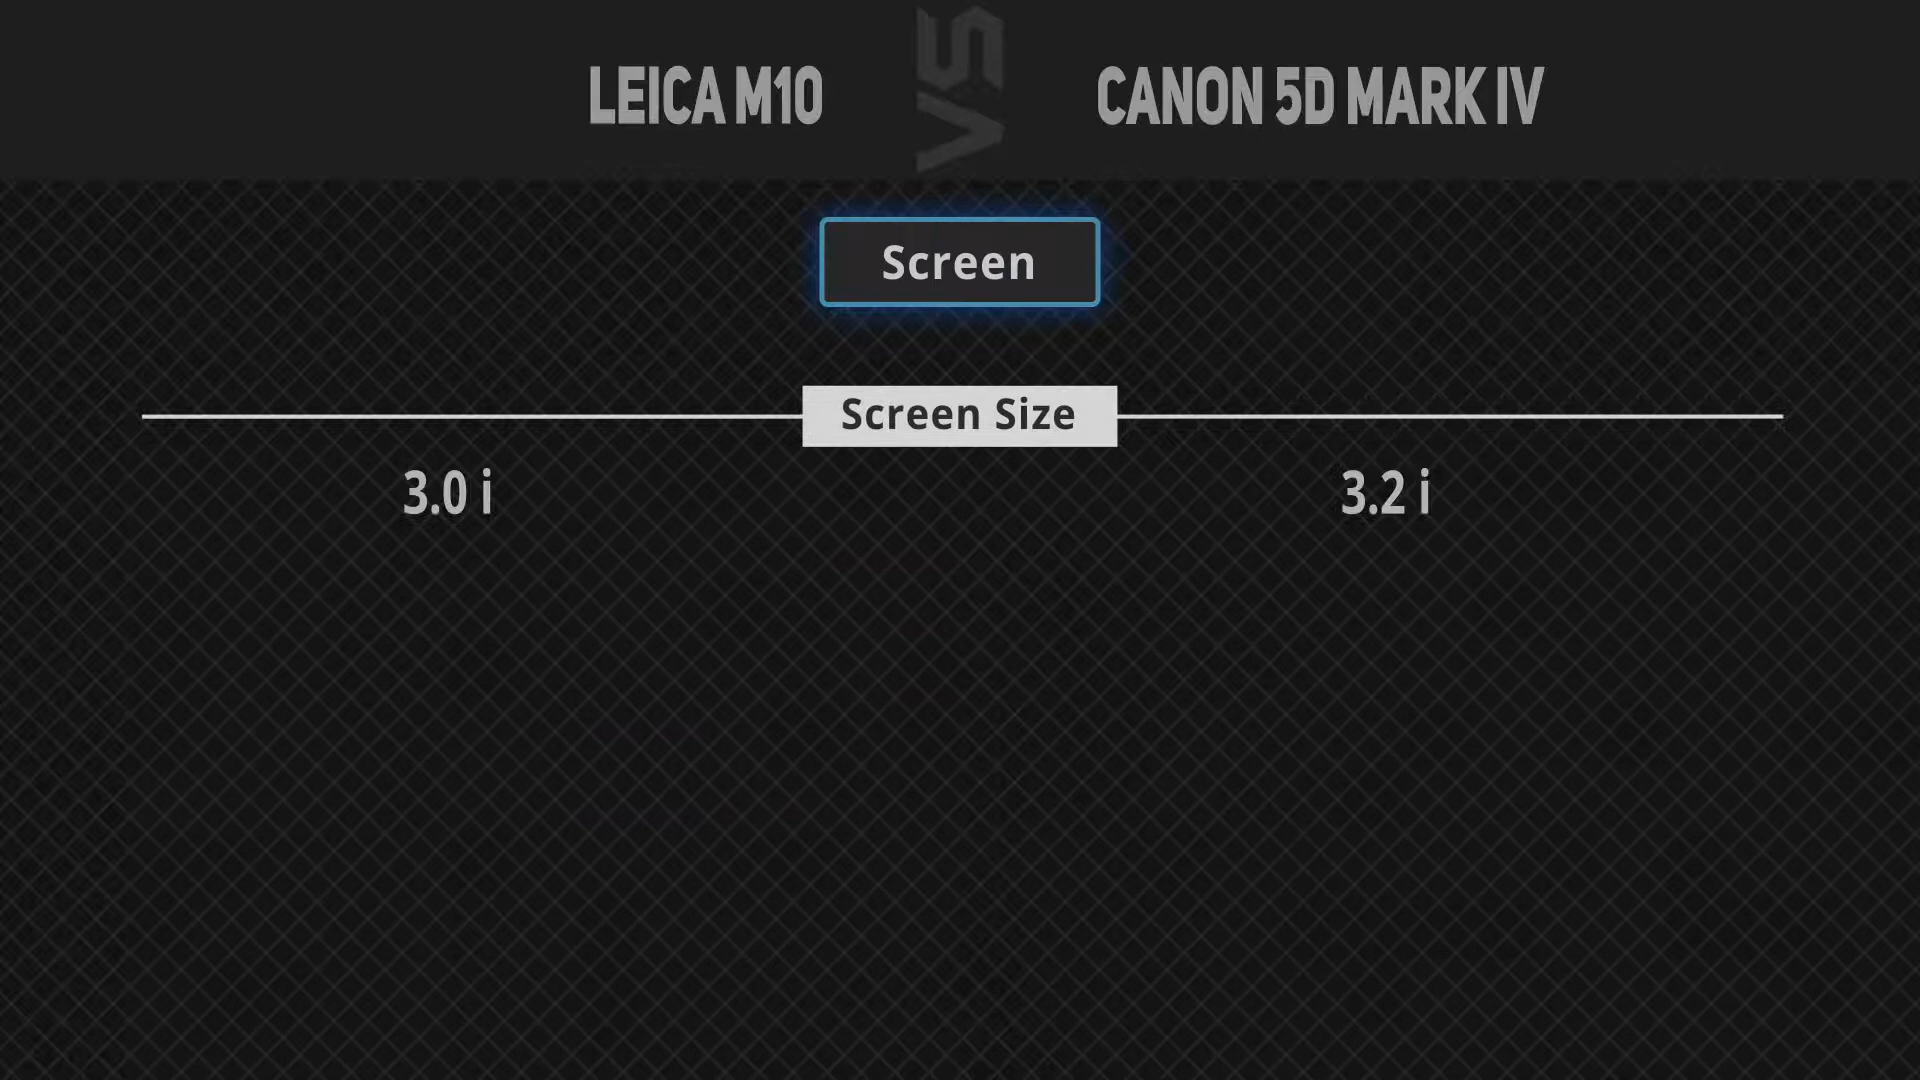 LEICA M10 VS CANON 5D MARK IV
Screen
Screen Size
3.0 i 3.2 i